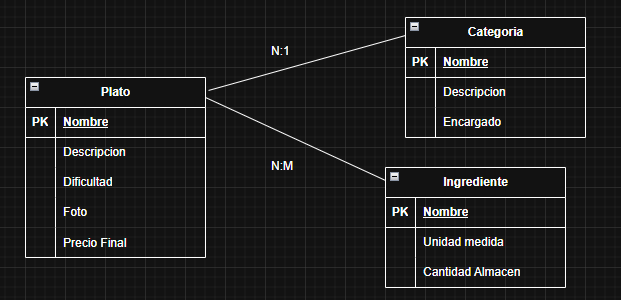 Categoria
PK Nombre
Descripcion
Encargado
N:1
Plato
PK Nombre
Descripcion
Dificultad
Foto
Precio Final
N:M
Ingrediente
PK Nombre
Unidad medida
Cantidad Almacen